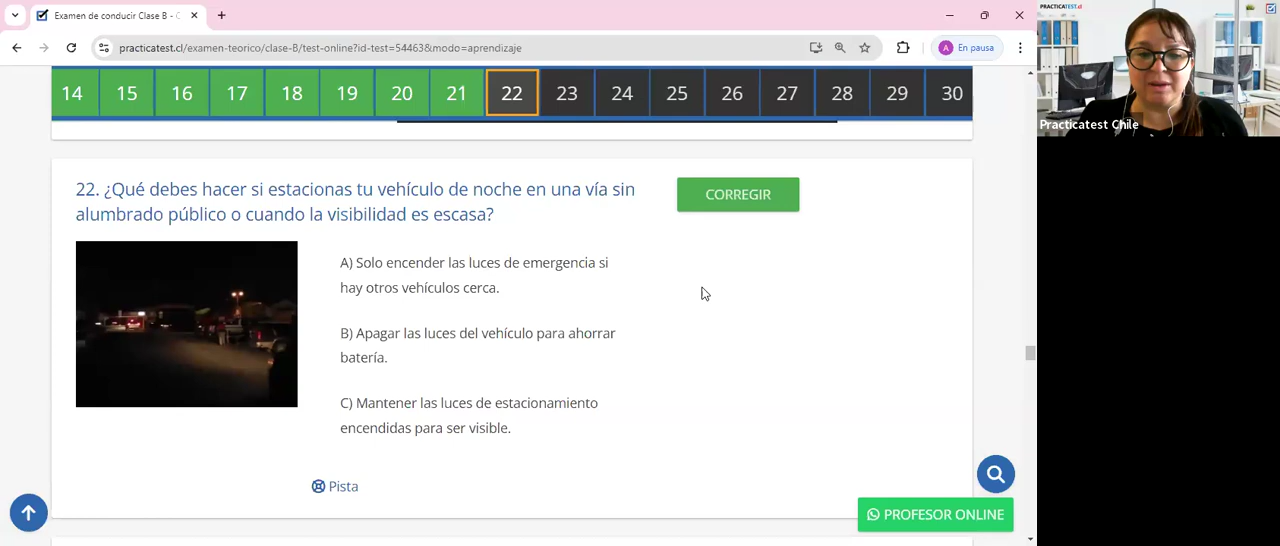 Examen de conducir Clase B - C
practicatest.cl/examen-teorico/clase-B/test-online?id-test=54463&modo=aprendizaje
A En pausa
14 15 16 17 18 19 20 21 22 23 24 25 26 27 28 29 30
22. ¿Qué debes hacer si estacionas tu vehículo de noche en una vía sin
alumbrado público o cuando la visibilidad es escasa?
CORREGIR
A) Solo encender las luces de emergencia si
hay otros vehículos cerca.
B) Apagar las luces del vehículo para ahorrar
batería.
C) Mantener las luces de estacionamiento
encendidas para ser visible.
Pista
PROFESOR ONLINE
PRACTICATEST.cl
Practicatest Chile